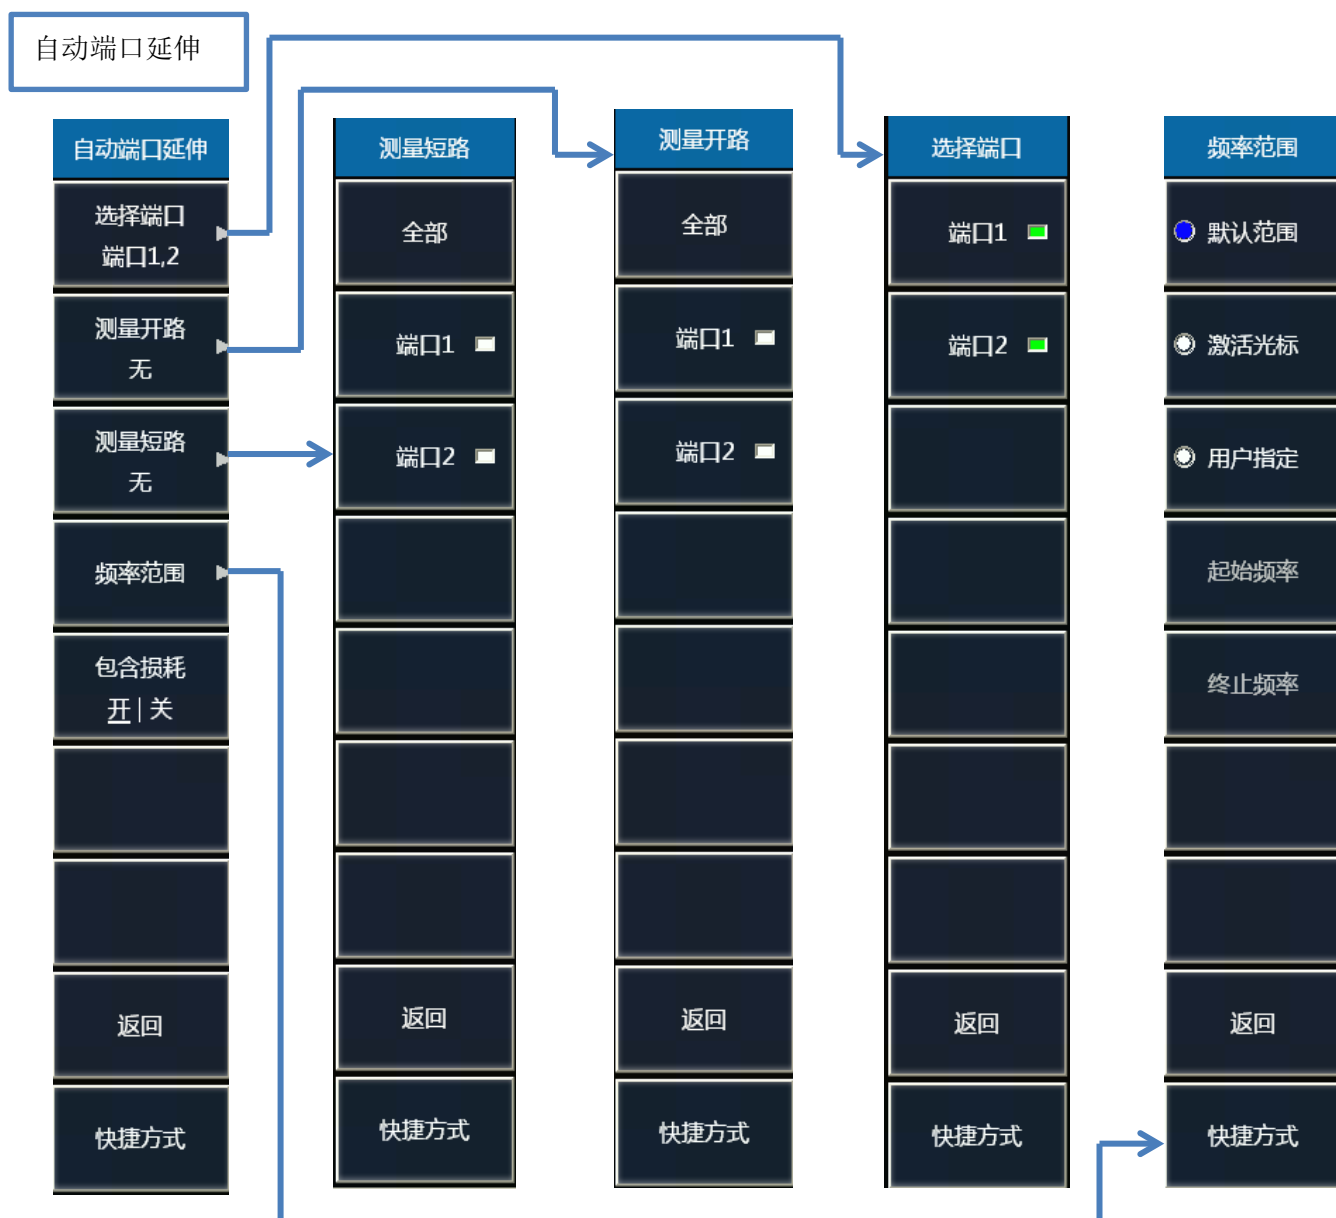 自动端口延伸
自动端口延伸
选择端口
端口1,2
测量开路
无
测量短路
无
频率范围
包含损耗
开|关
返回
快捷方式
测量短路
全部
端口1
端口2
返回
快捷方式
测量开路
全部
端口1
端口2
返回
快捷方式
选择端口
端口1
端口2
返回
快捷方式
频率范围
默认范围
激活光标
用户指定
起始频率
终止频率
返回
快捷方式